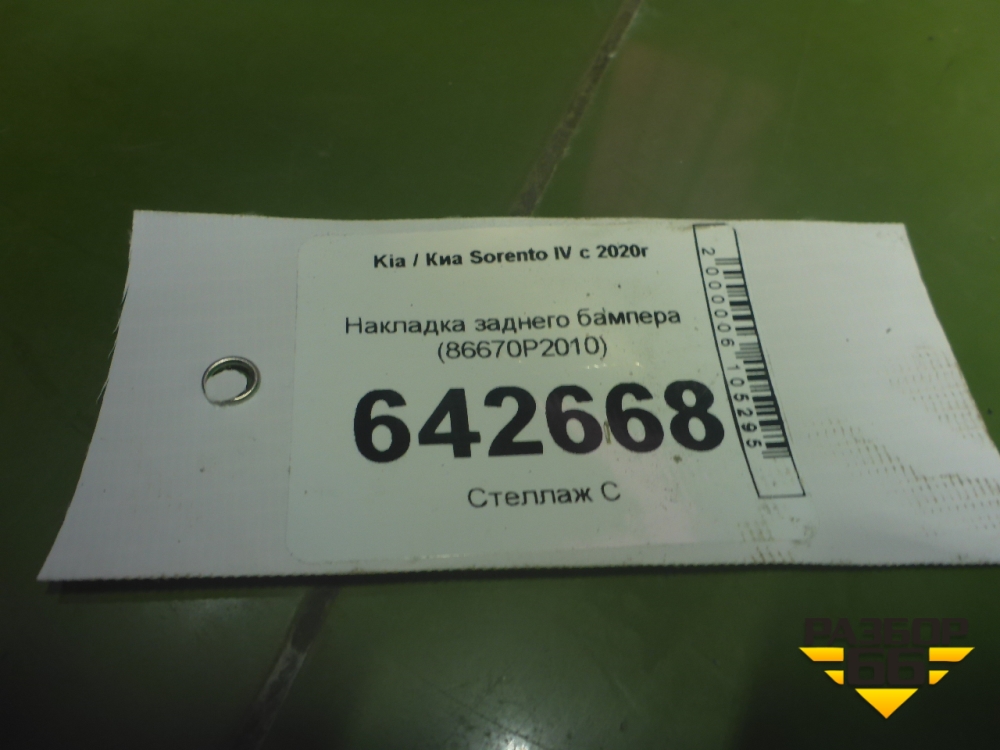 Kia / Киа Sorento IV с 2020г
Накладка заднего бампера
(86670P2010)
642668
Стеллаж С
2000006105295
РАЗБОР
66